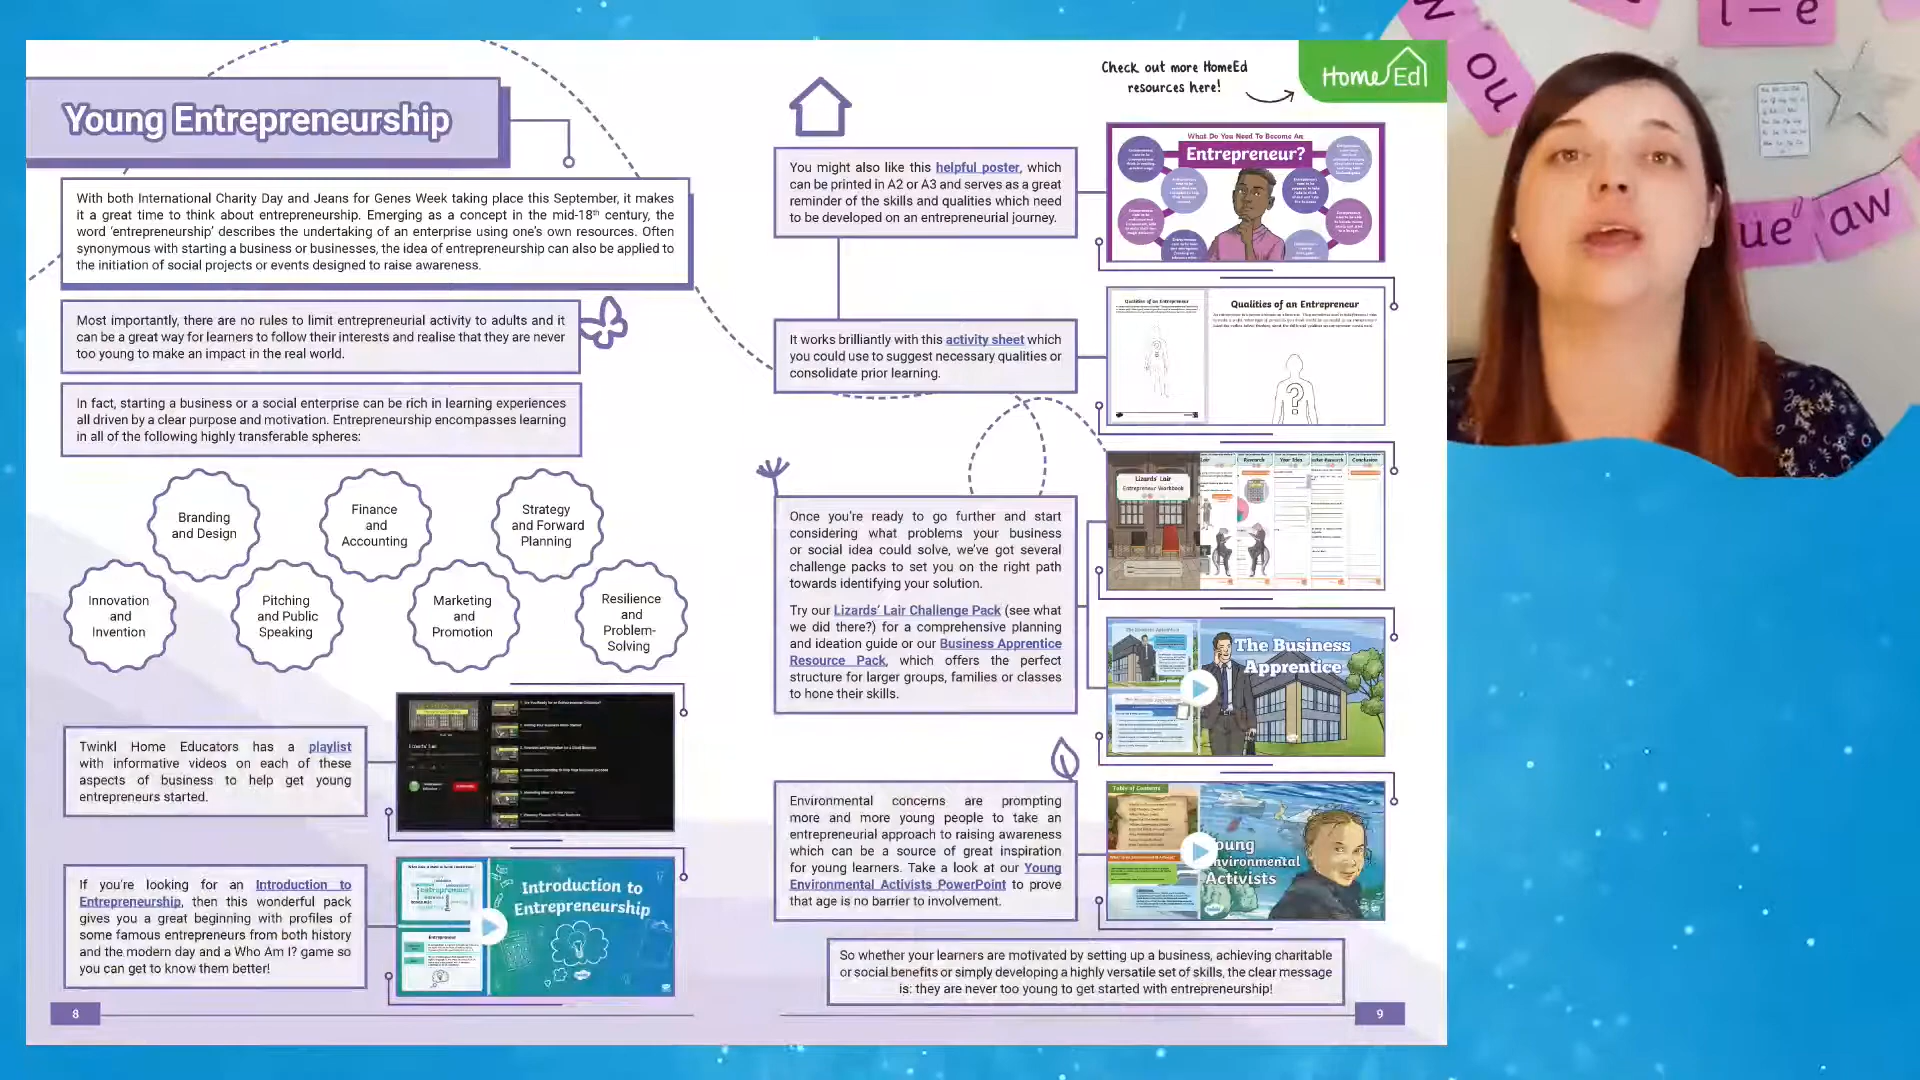 Young Entrepreneurship
With both International Charity Day and Jeans for Genes Week taking place this September, it makes
it a great time to think about entrepreneurship. Emerging as a concept in the mid-18th century, the
word ‘entrepreneurship’ describes the undertaking of an enterprise using one’s own resources. Often
synonymous with starting a business or businesses, the idea of entrepreneurship can also be applied to
the initiation of social projects or events designed to raise awareness.
Most importantly, there are no rules to limit entrepreneurial activity to adults and it
can be a great way for learners to follow their interests and realise that they are never
too young to make an impact in the real world.
In fact, starting a business or a social enterprise can be rich in learning experiences
all driven by a clear purpose and motivation. Entrepreneurship encompasses learning
in all of the following highly transferable spheres:
Branding
and Design
Finance
and
Accounting
Strategy
and Forward
Planning
Innovation
and
Invention
Pitching
and Public
Speaking
Marketing
and
Promotion
Resilience
and
Problem-
Solving
Twinkl Home Educators has a playlist
with informative videos on each of these
aspects of business to help get young
entrepreneurs started.
If you’re looking for an Introduction to
Entrepreneurship, then this wonderful pack
gives you a great beginning with profiles of
some famous entrepreneurs from both history
and the modern day and a Who Am I? game so
you can get to know them better!
Introduction to
Entrepreneurship
8
Check out more HomeEd
resources here!
HomeEd
You might also like this helpful poster, which
can be printed in A2 or A3 and serves as a great
reminder of the skills and qualities which need
to be developed on an entrepreneurial journey.
What Do You Need To Become An
Entrepreneur?
It works brilliantly with this activity sheet which
you could use to suggest necessary qualities or
consolidate prior learning.
Qualities of an Entrepreneur
Qualities of an Entrepreneur
?
Once you’re ready to go further and start
considering what problems your business
or social idea could solve, we’ve got several
challenge packs to set you on the right path
towards identifying your solution.
Try our Lizards’ Lair Challenge Pack (see what
we did there?) for a comprehensive planning
and ideation guide or our Business Apprentice
Resource Pack, which offers the perfect
structure for larger groups, families or classes
to hone their skills.
Lizards’ Lair
Entrepreneur Workbook
Research
Your Idea
Conclusion
The Business
Apprentice
Environmental concerns are prompting
more and more young people to take an
entrepreneurial approach to raising awareness
which can be a source of great inspiration
for young learners. Take a look at our Young
Environmental Activists PowerPoint to prove
that age is no barrier to involvement.
Table of Contents
Young
Environmental
Activists
So whether your learners are motivated by setting up a business, achieving charitable
or social benefits or simply developing a highly versatile set of skills, the clear message
is: they are never too young to get started with entrepreneurship!
9
i–e
ou
ue
aw